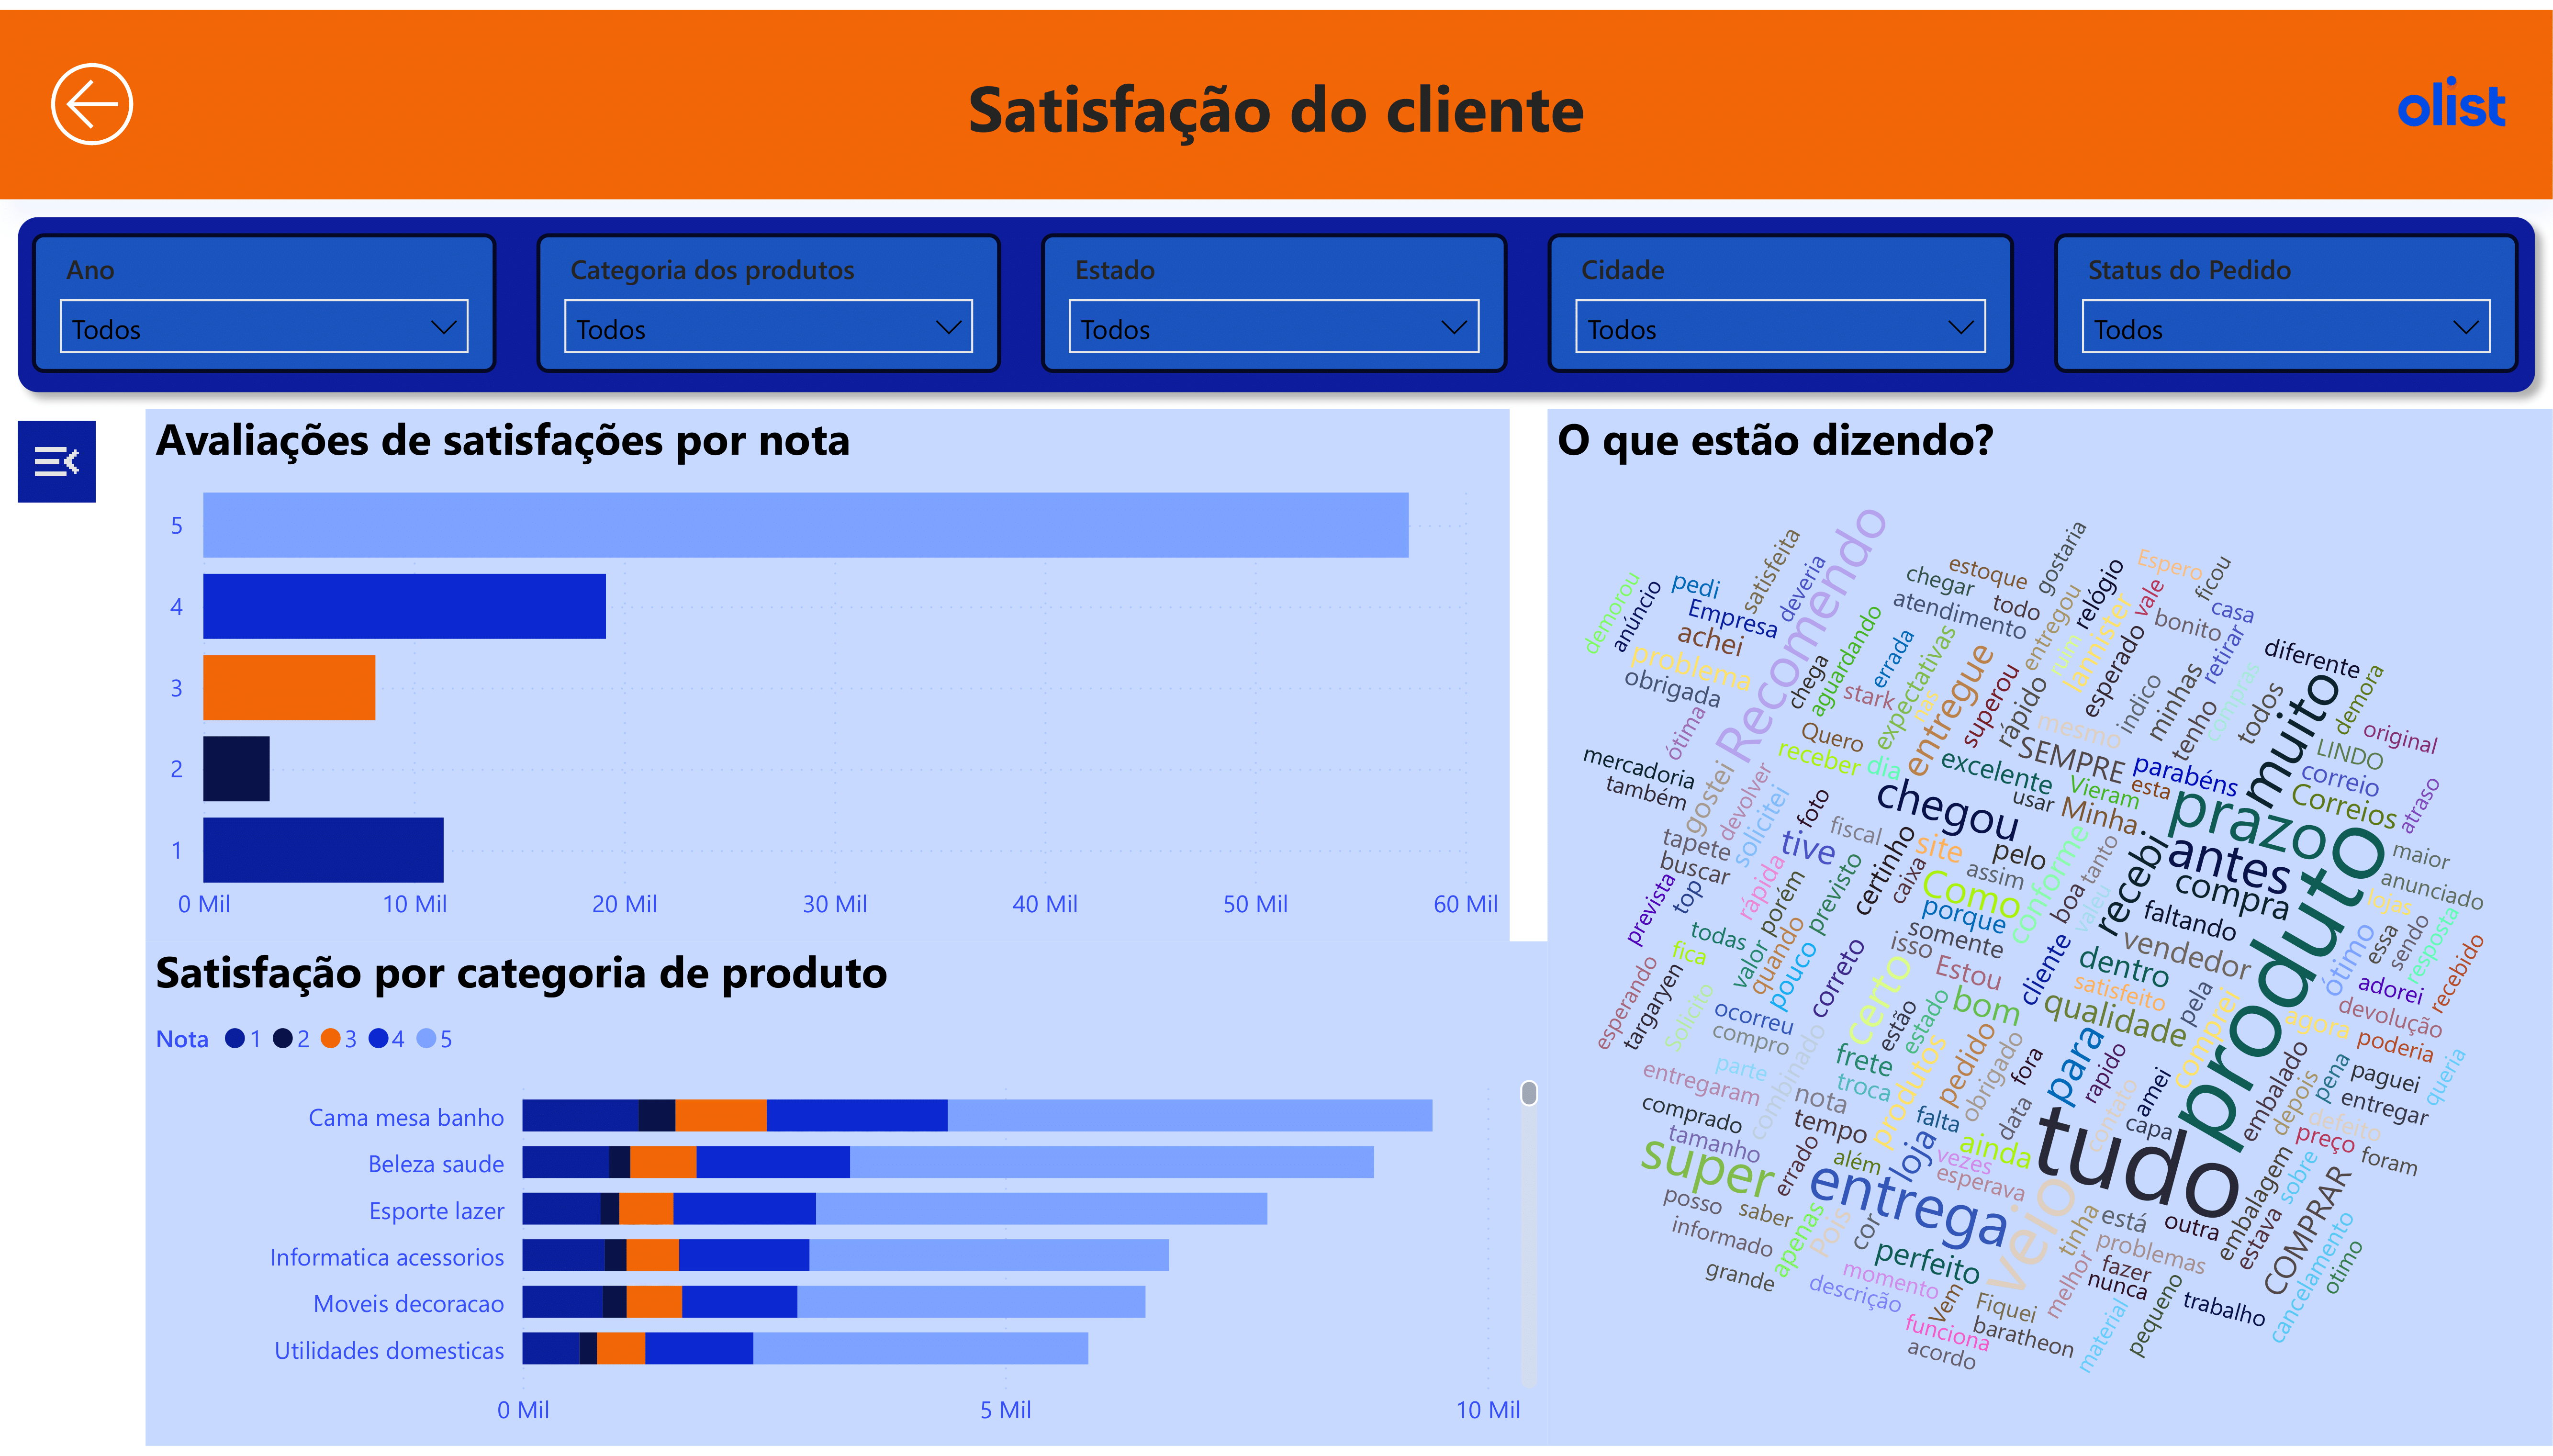 Satisfação do cliente
olist
Ano
Todos
Categoria dos produtos
Todos
Estado
Todos
Cidade
Todos
Status do Pedido
Todos
Avaliações de satisfações por nota
5
4
3
2
1
0 Mil 10 Mil 20 Mil 30 Mil 40 Mil 50 Mil 60 Mil
Satisfação por categoria de produto
Nota 1 2 3 4 5
Cama mesa banho
Beleza saude
Esporte lazer
Informatica acessorios
Moveis decoracao
Utilidades domesticas
0 Mil 5 Mil 10 Mil
O que estão dizendo?
demorou
anúncio
pedi
Empresa
achei
problema
obrigada
satisfeita
deveria
Recomendo
ótima
chega
aguardando
stark
errada
expectativas
nas
Quero
receber
dia
chegar
estoque
atendimento
todo
gostaria
entregou
relógio
ruim
lannister
Espero
vale
ficou
casa
bonito
retirar
esperado
entregue
superou
rápido
mesmo
indico
minhas
tenho
compras
todos
diferente
muito
demora
original
LINDO
correio
Correios
atraso
SEMPRE
parabéns
esta
excelente
usar
Vieram
Minha
mercadoria
também
gostei
devolver
solicitei
foto
tapete
buscar
fiscal
tive
chegou
site
pelo
certinho
caixa
assim
Como
porque
somente
isso
conforme
tanto
boa
valeu
recebi
prazo
antes
compra
faltando
produto
maior
anunciado
lojas
resposta
sendo
essa
ótimo
recebido
adorei
devolução
agora
poderia
prevista
top
rápida
porém
previsto
todas
valor
quando
pouco
fica
esperando
targaryen
Solicito
ocorreu
compro
correto
certo
Estou
bom
estão
estado
cliente
vendedor
dentro
satisfeito
qualidade
pela
comprei
parte
combinado
entregaram
comprado
tamanho
frete
troca
nota
tempo
produtos
pedido
obrigado
fora
falta
data
para
rapido
contato
amei
capa
embalado
depois
pena
paguei
entregar
queria
defeito
preço
foram
super
errado
além
loja
vezes
esperava
ainda
tudo
entrega
veio
posso
saber
informado
apenas
Pois
cor
perfeito
grande
momento
descrição
Vem
Fiquei
funciona
baratheon
acordo
tinha
está
outra
problemas
fazer
nunca
melhor
material
pequeno
trabalho
embalagem
sobre
estava
COMPRAR
cancelamento
otimo